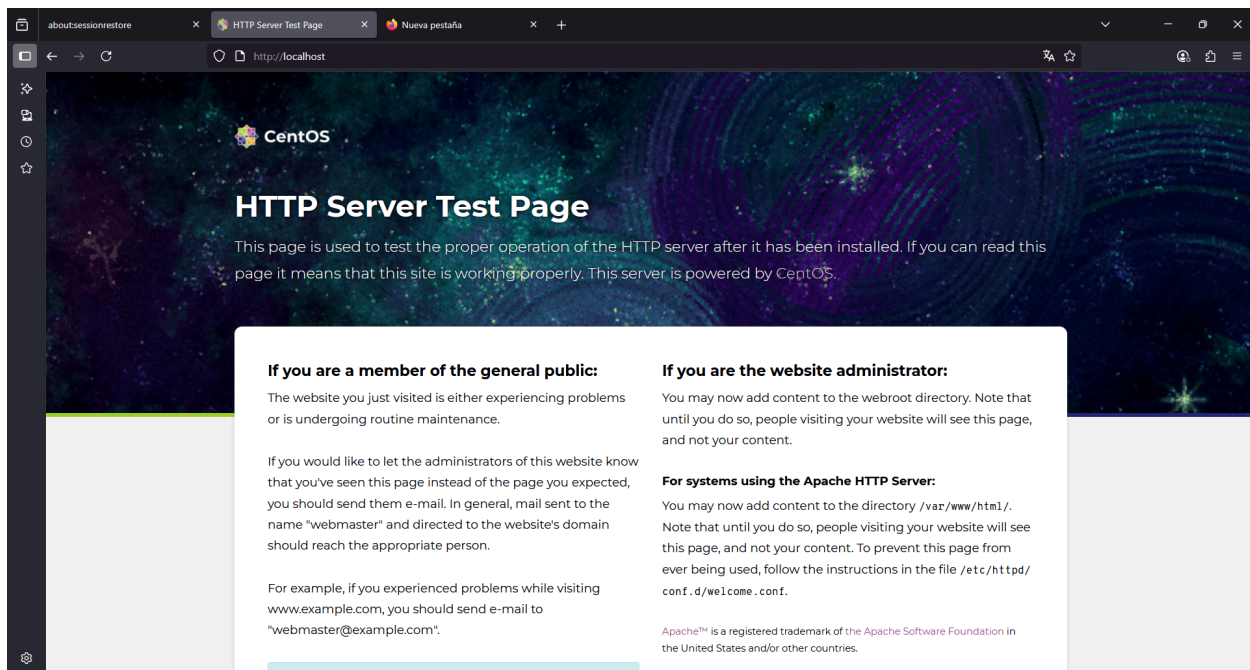 about:sessionrestore
HTTP Server Test Page
Nueva pestaña
http://localhost
CentOS
HTTP Server Test Page
This page is used to test the proper operation of the HTTP server after it has been installed. If you can read this
page it means that this site is working properly. This server is powered by CentOS.
If you are a member of the general public:
The website you just visited is either experiencing problems
or is undergoing routine maintenance.
If you would like to let the administrators of this website know
that you've seen this page instead of the page you expected,
you should send them e-mail. In general, mail sent to the
name "webmaster" and directed to the website's domain
should reach the appropriate person.
For example, if you experienced problems while visiting
www.example.com, you should send e-mail to
"webmaster@example.com".
If you are the website administrator:
You may now add content to the webroot directory. Note that
until you do so, people visiting your website will see this page,
and not your content.
For systems using the Apache HTTP Server:
You may now add content to the directory /var/www/html/.
Note that until you do so, people visiting your website will see
this page, and not your content. To prevent this page from
ever being used, follow the instructions in the file /etc/httpd/
conf.d/welcome.conf.
Apache™ is a registered trademark of the Apache Software Foundation in
the United States and/or other countries.